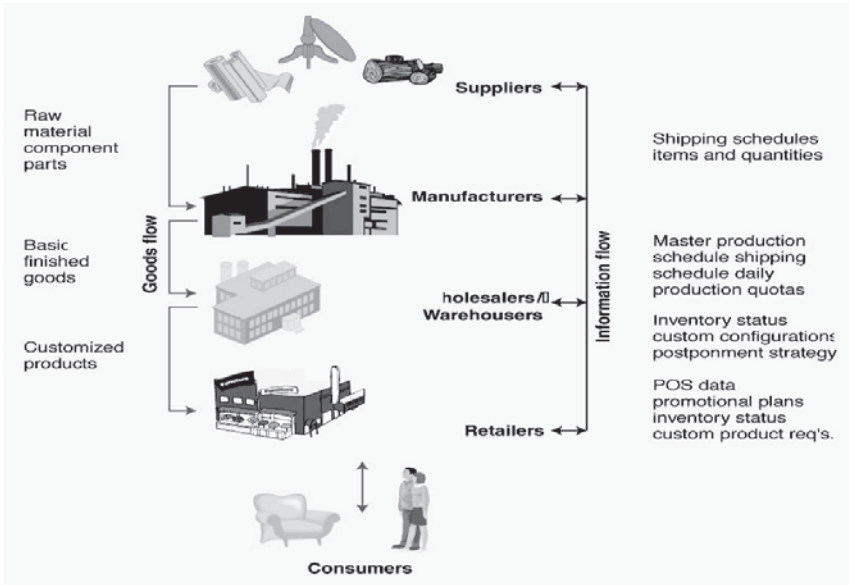 Suppliers
Raw
material
component
parts
Shipping schedules
items and quantities
Manufacturers
Goods flow
Information flow
Basic
finished
goods
Master production
schedule shipping
schedule daily
production quotas
holesalers/
Warehousers
Inventory status
custom configurations
postponment strategy
Customized
products
POS data
promotional plans
inventory status
custom product req's.
Retailers
Consumers